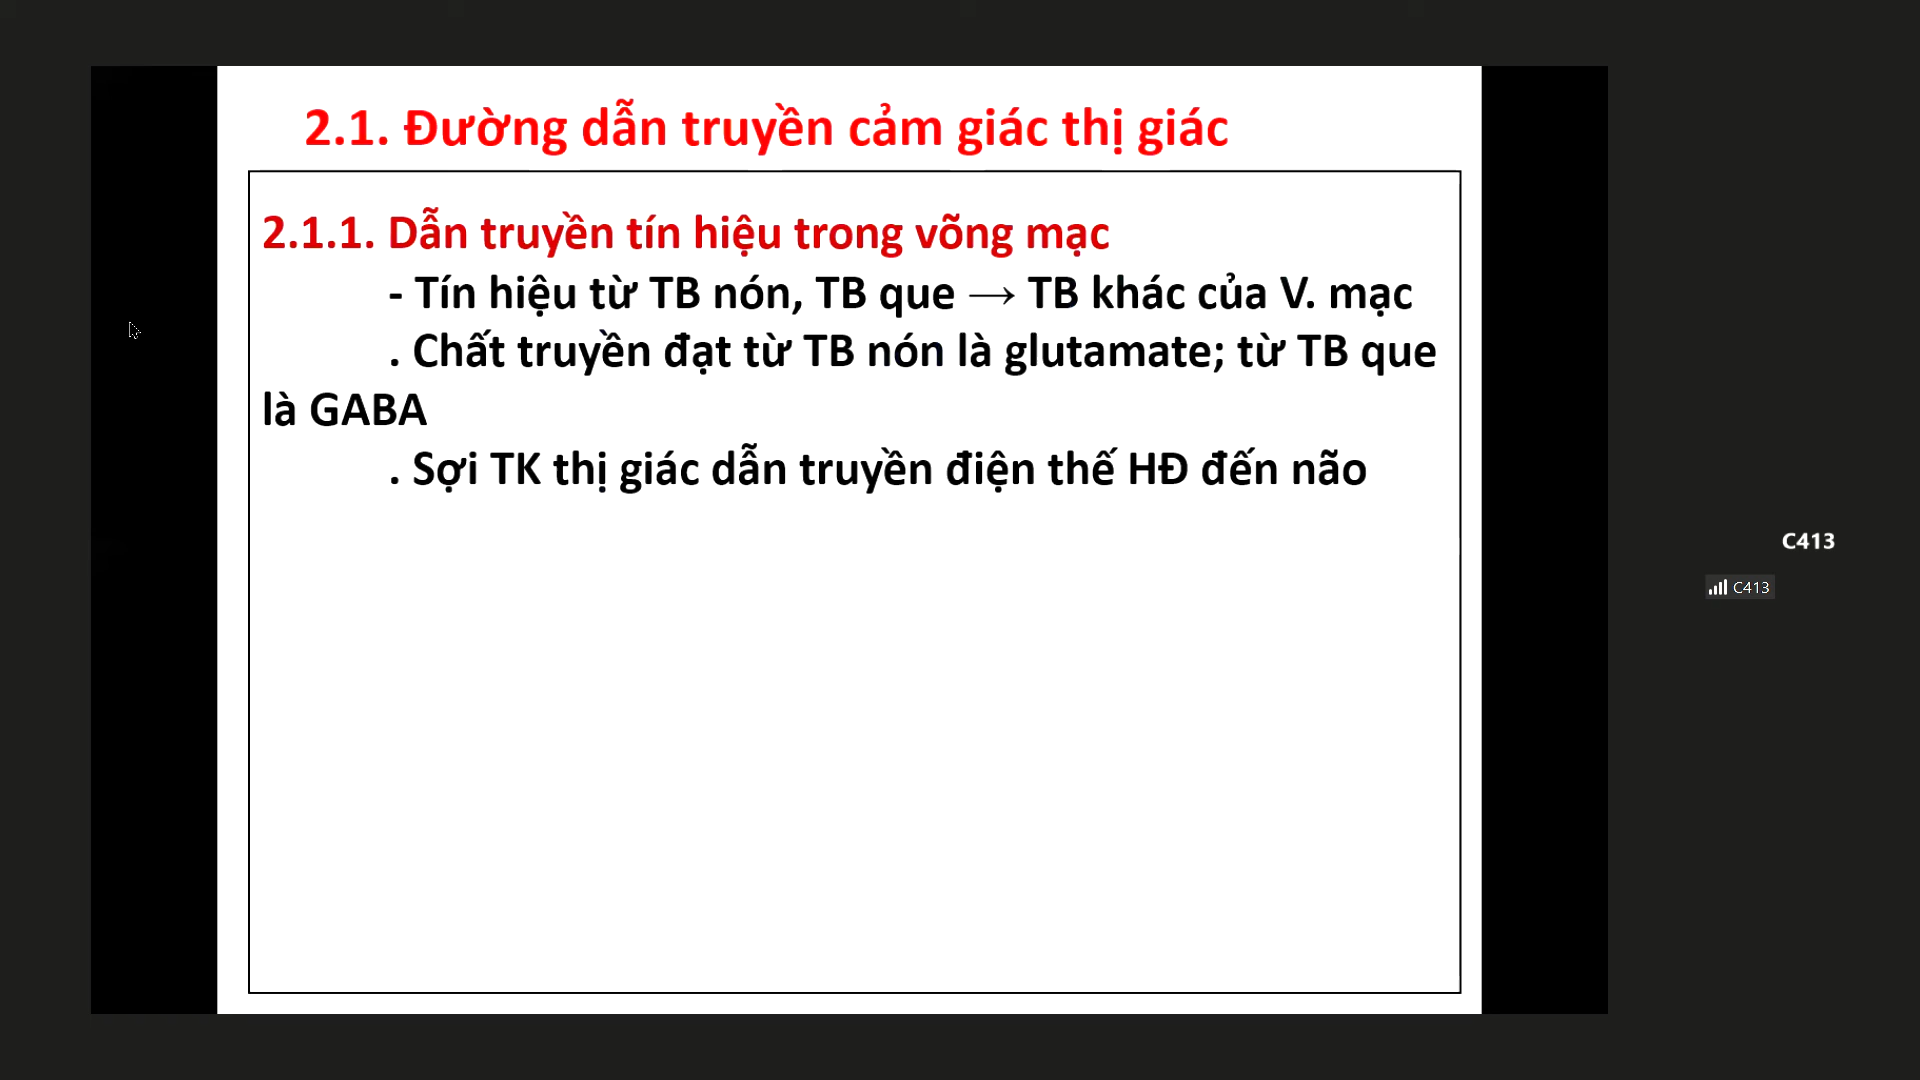 2.1. Đường dẫn truyền cảm giác thị giác
2.1.1. Dẫn truyền tín hiệu trong võng mạc
- Tín hiệu từ TB nón, TB que → TB khác của V. mạc
. Chất truyền đạt từ TB nón là glutamate; từ TB que
là GABA
. Sợi TK thị giác dẫn truyền điện thế HĐ đến não
C413
C413